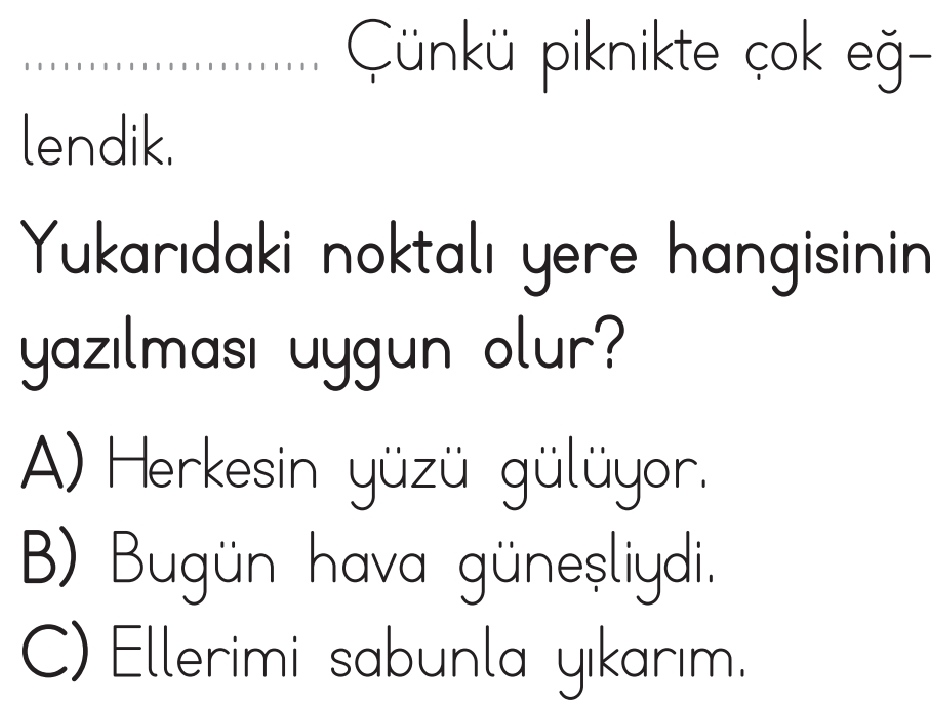 ........................ Çünkü piknikte çok eğ-
lendik.
Yukarıdaki noktalı yere hangisinin
yazılması uygun olur?
A) Herkesin yüzü gülüyor.
B) Bugün hava güneşliydi.
C) Ellerimi sabunla yıkarım.